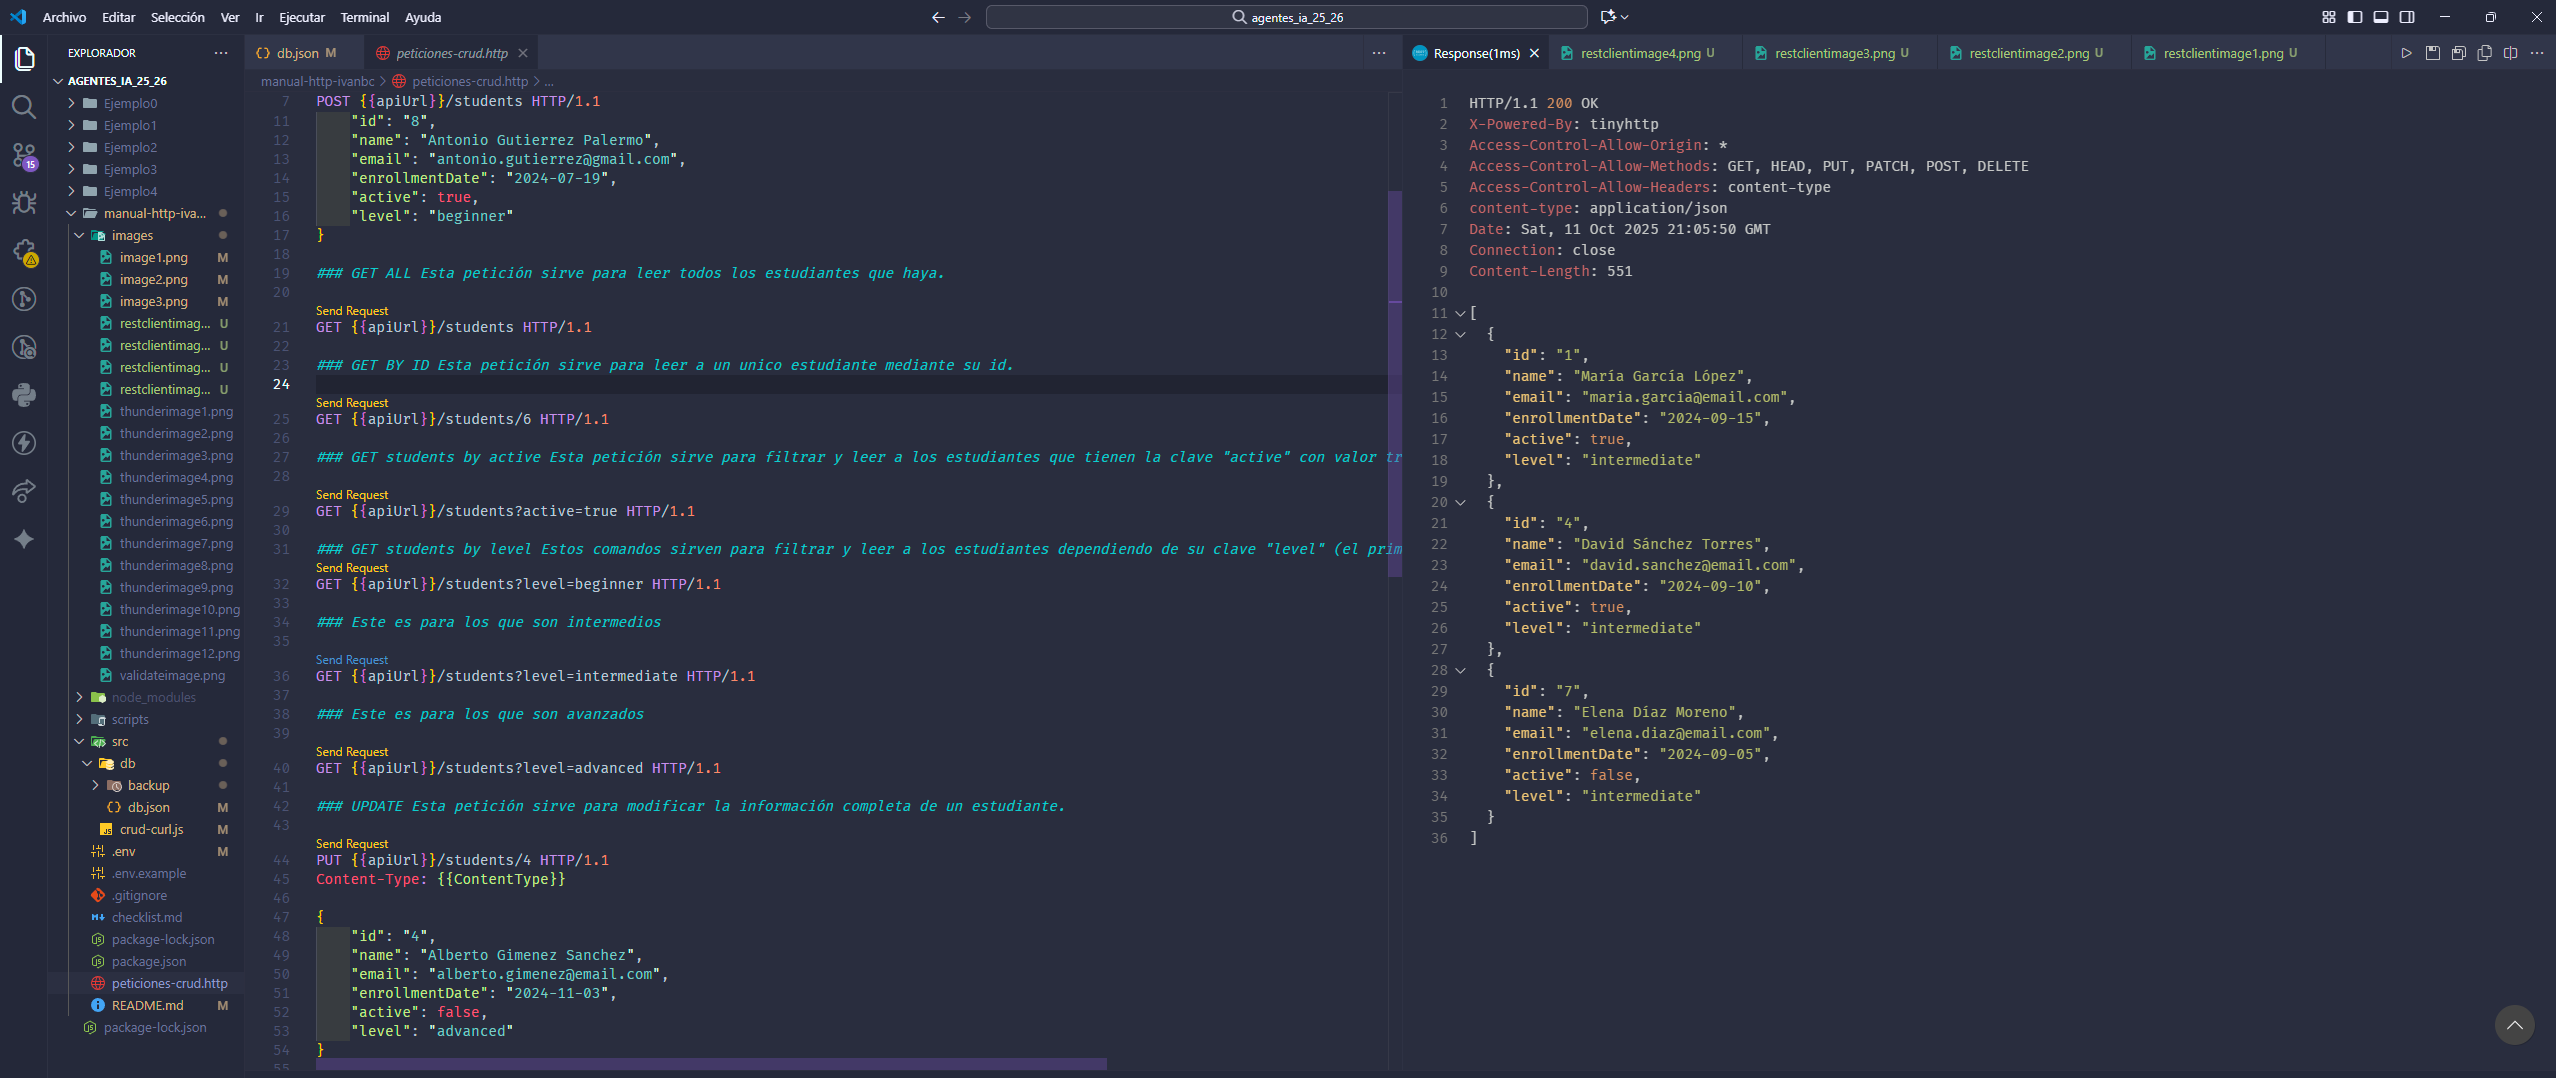 Archivo Editar Selección Ver Ir Ejecutar Terminal Ayuda
agentes_ia_25_26
EXPLORADOR
AGENTES_IA_25_26
Ejemplo0
Ejemplo1
Ejemplo2
Ejemplo3
Ejemplo4
manual-http-iva...
images
image1.png M
image2.png M
image3.png M
restclientimag... U
restclientimag... U
restclientimag... U
restclientimag... U
thunderimage1.png
thunderimage2.png
thunderimage3.png
thunderimage4.png
thunderimage5.png
thunderimage6.png
thunderimage7.png
thunderimage8.png
thunderimage9.png
thunderimage10.png
thunderimage11.png
thunderimage12.png
validateimage.png
node_modules
scripts
src
db
backup
db.json M
crud-curl.js M
.env M
.env.example
.gitignore
checklist.md
package-lock.json
package.json
peticiones-crud.http
README.md M
package-lock.json
15
db.json M peticiones-crud.http
manual-http-ivanbc > peticiones-crud.http > ...
7 POST {{apiUrl}}/students HTTP/1.1
11 "id": "8",
12 "name": "Antonio Gutierrez Palermo",
13 "email": "antonio.gutierrez@gmail.com",
14 "enrollmentDate": "2024-07-19",
15 "active": true,
16 "level": "beginner"
17 }
18
19 ### GET ALL Esta petición sirve para leer todos los estudiantes que haya.
20
Send Request
21 GET {{apiUrl}}/students HTTP/1.1
22
23 ### GET BY ID Esta petición sirve para leer a un unico estudiante mediante su id.
24
Send Request
25 GET {{apiUrl}}/students/6 HTTP/1.1
26
27 ### GET students by active Esta petición sirve para filtrar y leer a los estudiantes que tienen la clave "active" con valor tr
28
Send Request
29 GET {{apiUrl}}/students?active=true HTTP/1.1
30
31 ### GET students by level Estos comandos sirven para filtrar y leer a los estudiantes dependiendo de su clave "level" (el prim
Send Request
32 GET {{apiUrl}}/students?level=beginner HTTP/1.1
33
34 ### Este es para los que son intermedios
35
Send Request
36 GET {{apiUrl}}/students?level=intermediate HTTP/1.1
37
38 ### Este es para los que son avanzados
39
Send Request
40 GET {{apiUrl}}/students?level=advanced HTTP/1.1
41
42 ### UPDATE Esta petición sirve para modificar la información completa de un estudiante.
43
Send Request
44 PUT {{apiUrl}}/students/4 HTTP/1.1
45 Content-Type: {{ContentType}}
46
47 {
48 "id": "4",
49 "name": "Alberto Gimenez Sanchez",
50 "email": "alberto.gimenez@email.com",
51 "enrollmentDate": "2024-11-03",
52 "active": false,
53 "level": "advanced"
54 }
55
Response(1ms) restclientimage4.png U restclientimage3.png U restclientimage2.png U restclientimage1.png U
1 HTTP/1.1 200 OK
2 X-Powered-By: tinyhttp
3 Access-Control-Allow-Origin: *
4 Access-Control-Allow-Methods: GET, HEAD, PUT, PATCH, POST, DELETE
5 Access-Control-Allow-Headers: content-type
6 content-type: application/json
7 Date: Sat, 11 Oct 2025 21:05:50 GMT
8 Connection: close
9 Content-Length: 551
10
11 [
12 {
13 "id": "1",
14 "name": "María García López",
15 "email": "maria.garcia@email.com",
16 "enrollmentDate": "2024-09-15",
17 "active": true,
18 "level": "intermediate"
19 },
20 {
21 "id": "4",
22 "name": "David Sánchez Torres",
23 "email": "david.sanchez@email.com",
24 "enrollmentDate": "2024-09-10",
25 "active": true,
26 "level": "intermediate"
27 },
28 {
29 "id": "7",
30 "name": "Elena Díaz Moreno",
31 "email": "elena.diaz@email.com",
32 "enrollmentDate": "2024-09-05",
33 "active": false,
34 "level": "intermediate"
35 }
36 ]